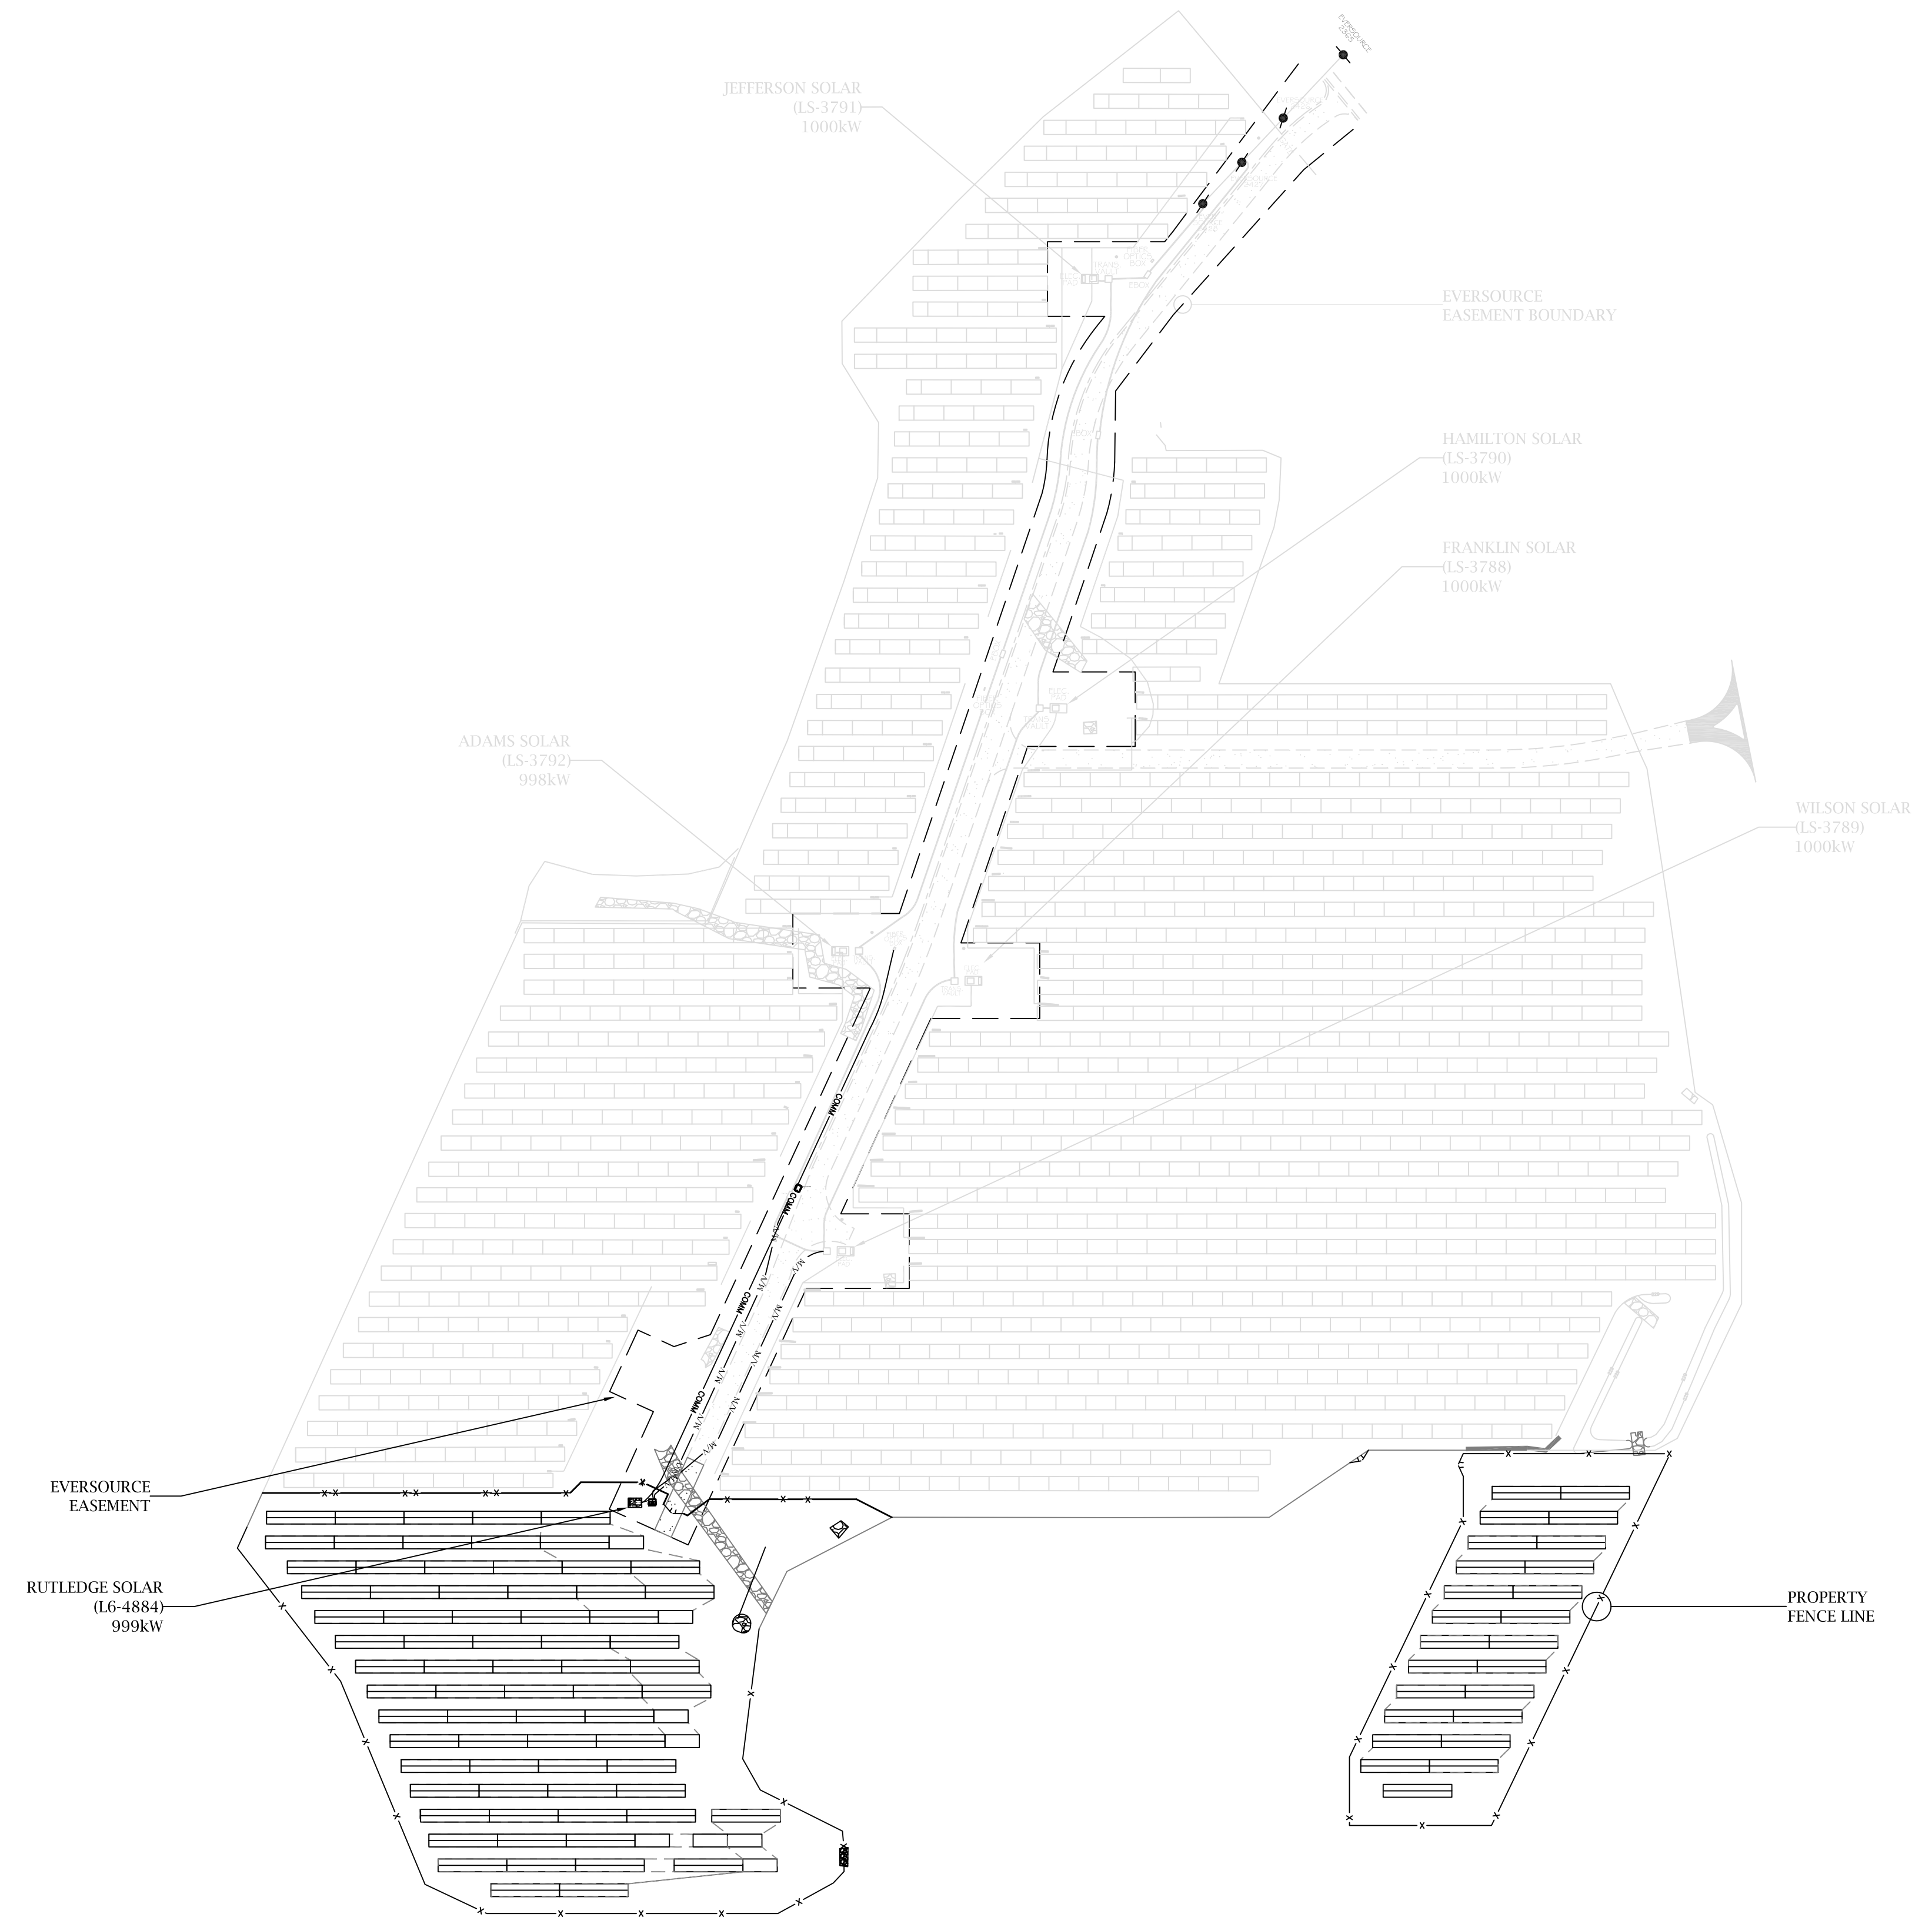 EVERSOURCE
23K5
JEFFERSON SOLAR
(LS-3791)
1000kW
EVERSOURCE
EASEMENT BOUNDARY
HAMILTON SOLAR
(LS-3790)
1000kW
FRANKLIN SOLAR
(LS-3788)
1000kW
ADAMS SOLAR
(LS-3792)
998kW
WILSON SOLAR
(LS-3789)
1000kW
COMM
COMM
M/V
M/V
M/V
COMM
M/V
M/V
M/V
M/V
COMM
M/V
M/V
M/V
EVERSOURCE
EASEMENT
RUTLEDGE SOLAR
(L6-4884)
999kW
PROPERTY
FENCE LINE